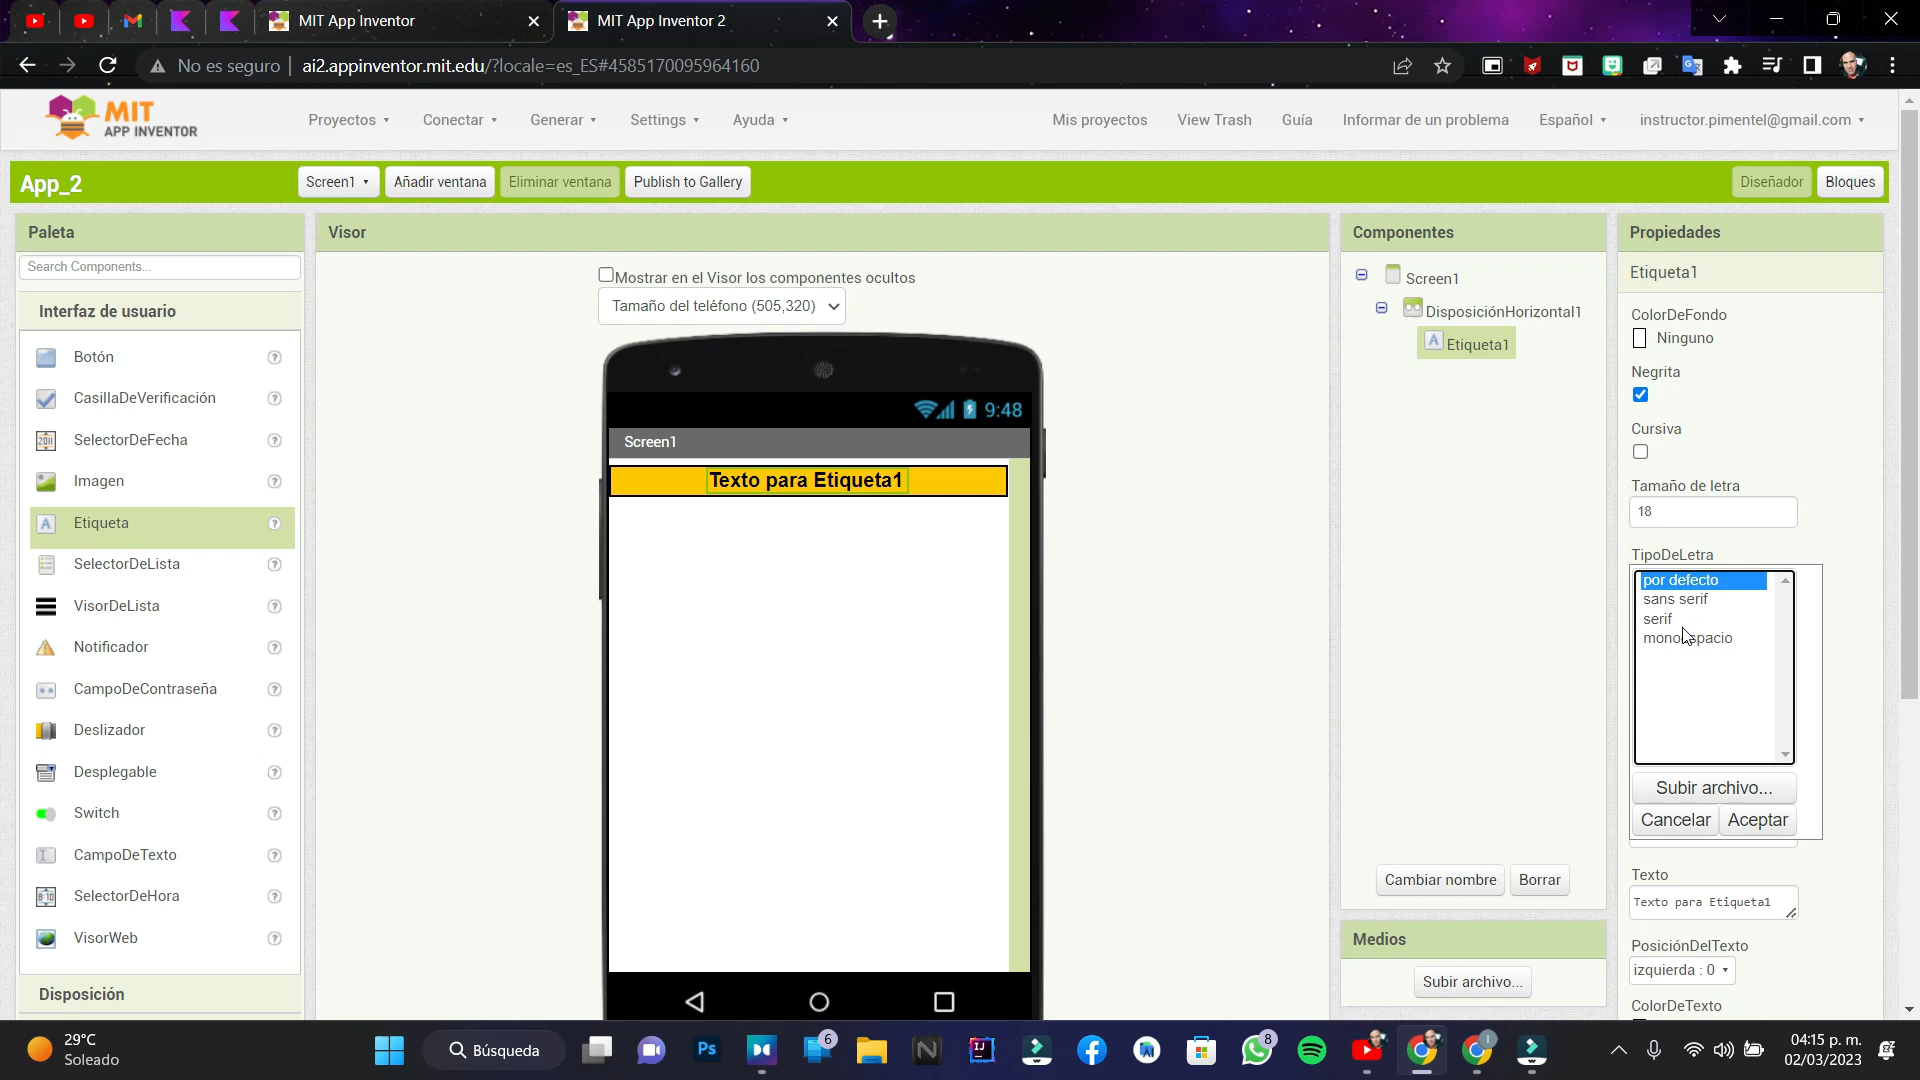 MIT App Inventor
MIT App Inventor 2
No es seguro
ai2.appinventor.mit.edu/?locale=es_ES#4585170095964160
MIT
APP INVENTOR
Proyectos
Conectar
Generar
Settings
Ayuda
Mis proyectos
View Trash
Guía
Informar de un problema
Español
instructor.pimentel@gmail.com
App_2
Screen1
Añadir ventana
Eliminar ventana
Publish to Gallery
Diseñador
Bloques
Paleta
Search Components...
Interfaz de usuario
Botón
CasillaDeVerificación
SelectorDeFecha
Imagen
Etiqueta
SelectorDeLista
VisorDeLista
Notificador
CampoDeContraseña
Deslizador
Desplegable
Switch
CampoDeTexto
SelectorDeHora
VisorWeb
Disposición
Visor
Mostrar en el Visor los componentes ocultos
Tamaño del teléfono (505,320)
9:48
Screen1
Texto para Etiqueta1
Componentes
Screen1
DisposiciónHorizontal1
Etiqueta1
Cambiar nombre
Borrar
Medios
Subir archivo...
Propiedades
Etiqueta1
ColorDeFondo
Ninguno
Negrita
Cursiva
Tamaño de letra
18
TipoDeLetra
por defecto
sans serif
serif
monoespacio
Subir archivo...
Cancelar
Aceptar
Texto
Texto para Etiqueta1
PosiciónDelTexto
izquierda : 0
ColorDeTexto
29°C
Soleado
Búsqueda
6
8
04:15 p. m.
02/03/2023